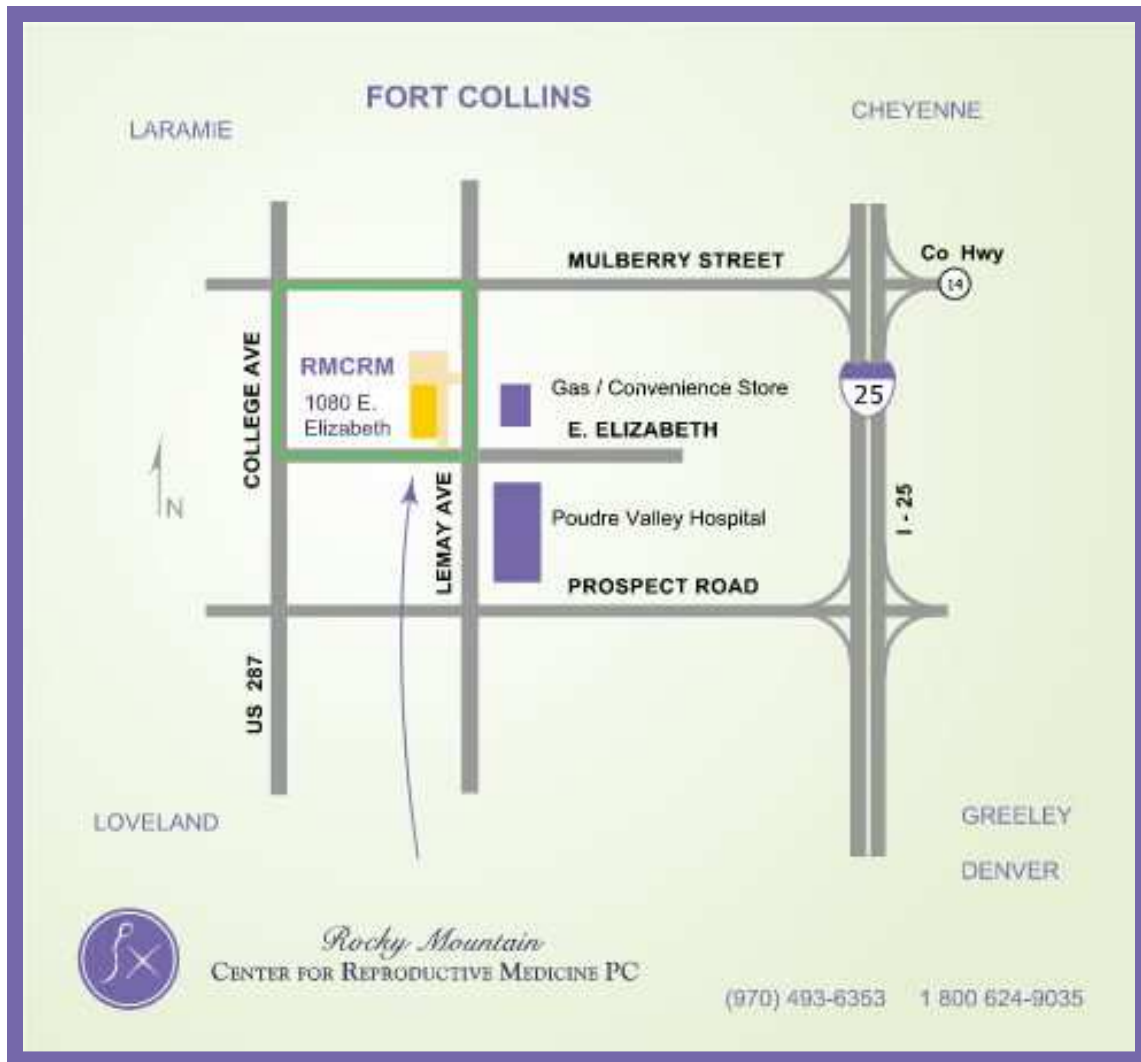 FORT COLLINS
LARAMIE
CHEYENNE
MULBERRY STREET
Co Hwy
14
COLLEGE AVE
RMCRM
1080 E.
Elizabeth
Gas / Convenience Store
E. ELIZABETH
25
N
LEMAY AVE
Poudre Valley Hospital
I - 25
PROSPECT ROAD
US 287
LOVELAND
GREELEY
DENVER
Rocky Mountain
CENTER FOR REPRODUCTIVE MEDICINE PC
(970) 493-6353 1 800 624-9035